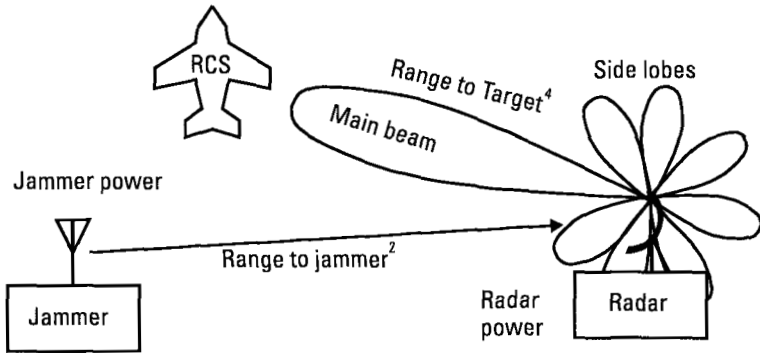 RCS
Range to Target⁴
Side lobes
Main beam
Jammer power
Range to jammer²
Jammer
Radar
power
Radar